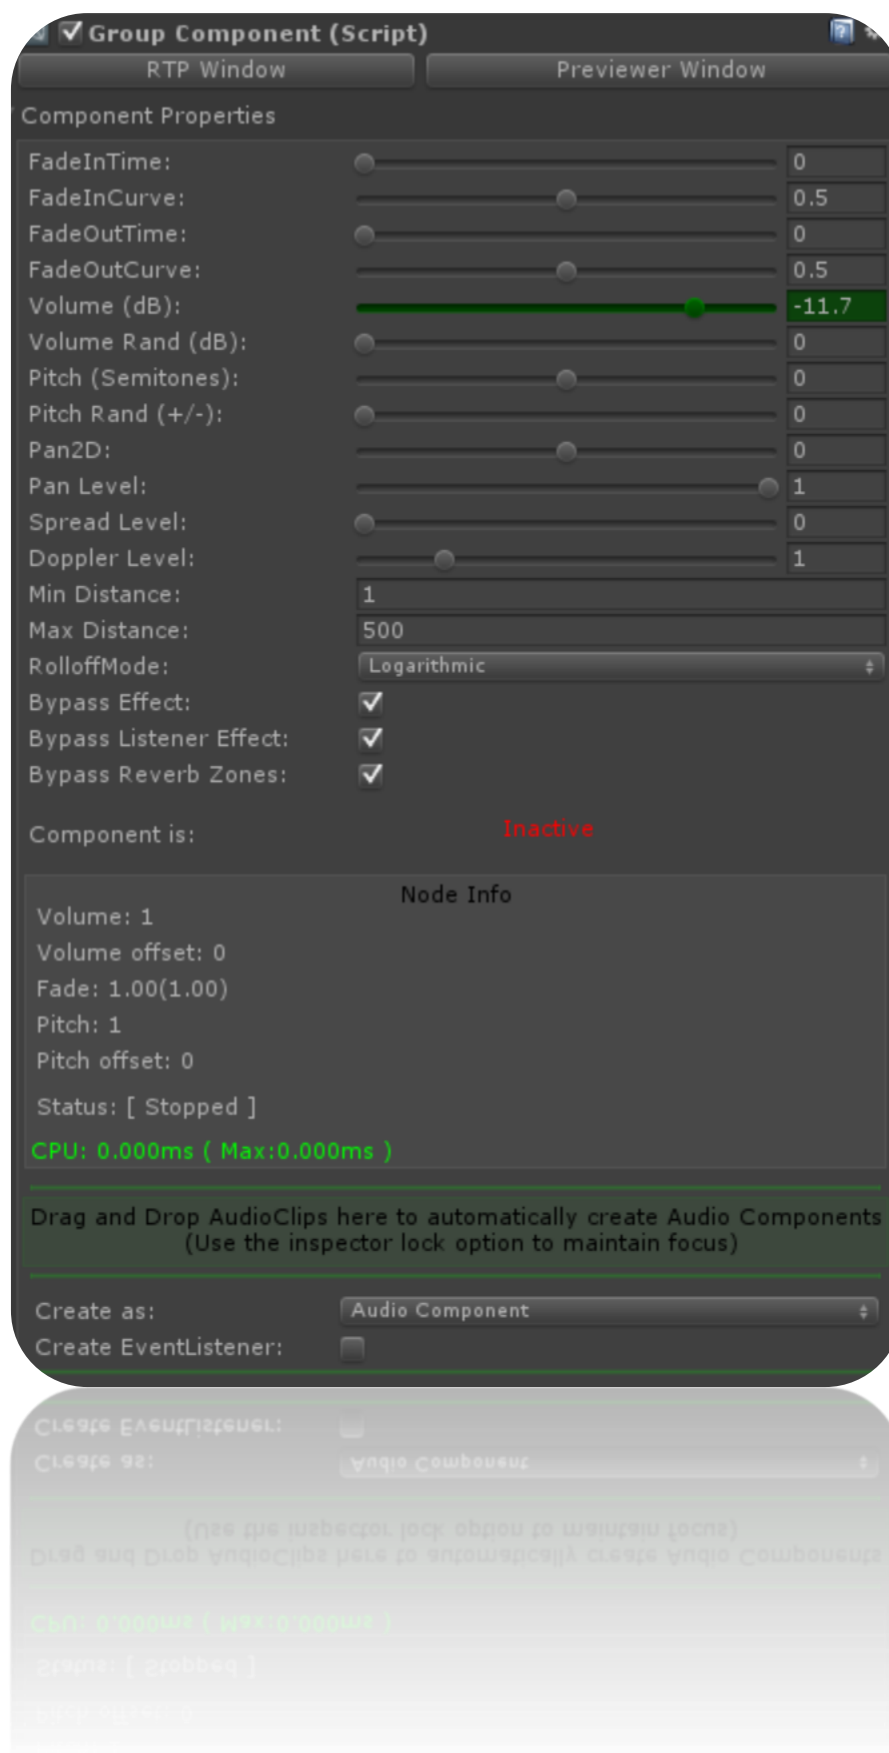 Group Component (Script)
RTP Window Previewer Window
Component Properties
FadeInTime: 0
FadeInCurve: 0.5
FadeOutTime: 0
FadeOutCurve: 0.5
Volume (dB): -11.7
Volume Rand (dB): 0
Pitch (Semitones): 0
Pitch Rand (+/-): 0
Pan2D: 0
Pan Level: 1
Spread Level: 0
Doppler Level: 1
Min Distance: 1
Max Distance: 500
RolloffMode: Logarithmic
Bypass Effect:
Bypass Listener Effect:
Bypass Reverb Zones:
Component is: Inactive
Node Info
Volume: 1
Volume offset: 0
Fade: 1.00(1.00)
Pitch: 1
Pitch offset: 0
Status: [ Stopped ]
CPU: 0.000ms ( Max:0.000ms )
Drag and Drop AudioClips here to automatically create Audio Components
(Use the inspector lock option to maintain focus)
Create as: Audio Component
Create EventListener: